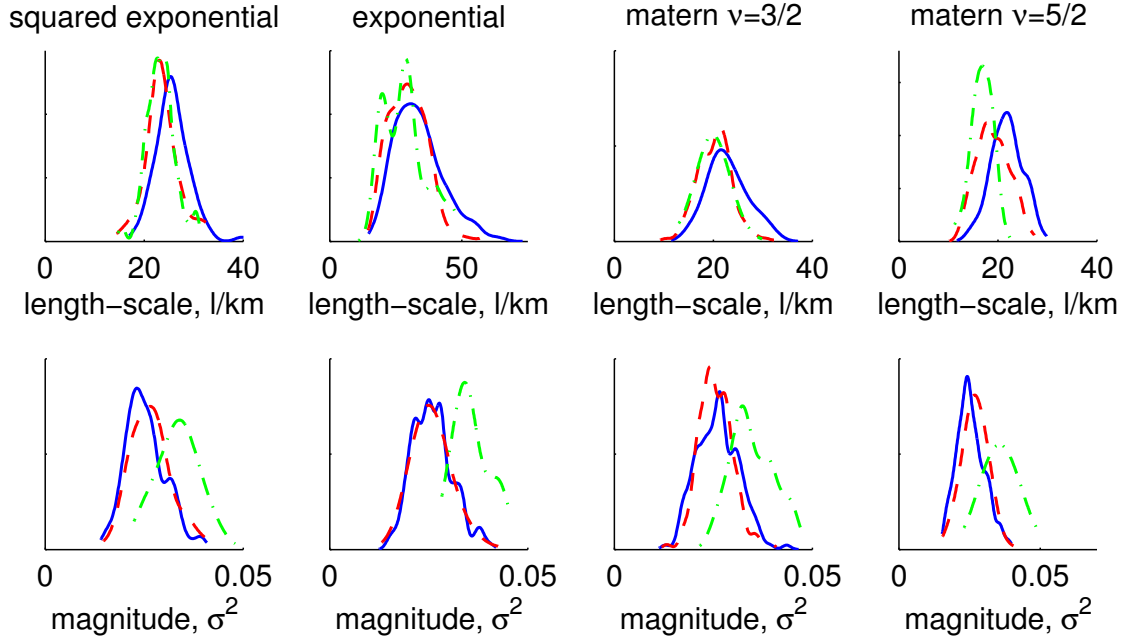 squared exponential
exponential
matern ν=3/2
matern ν=5/2
0 20 40
0 50
0 20 40
0 20 40
length−scale, l/km
length−scale, l/km
length−scale, l/km
length−scale, l/km
0 0.05
0 0.05
0 0.05
0 0.05
magnitude, σ²
magnitude, σ²
magnitude, σ²
magnitude, σ²